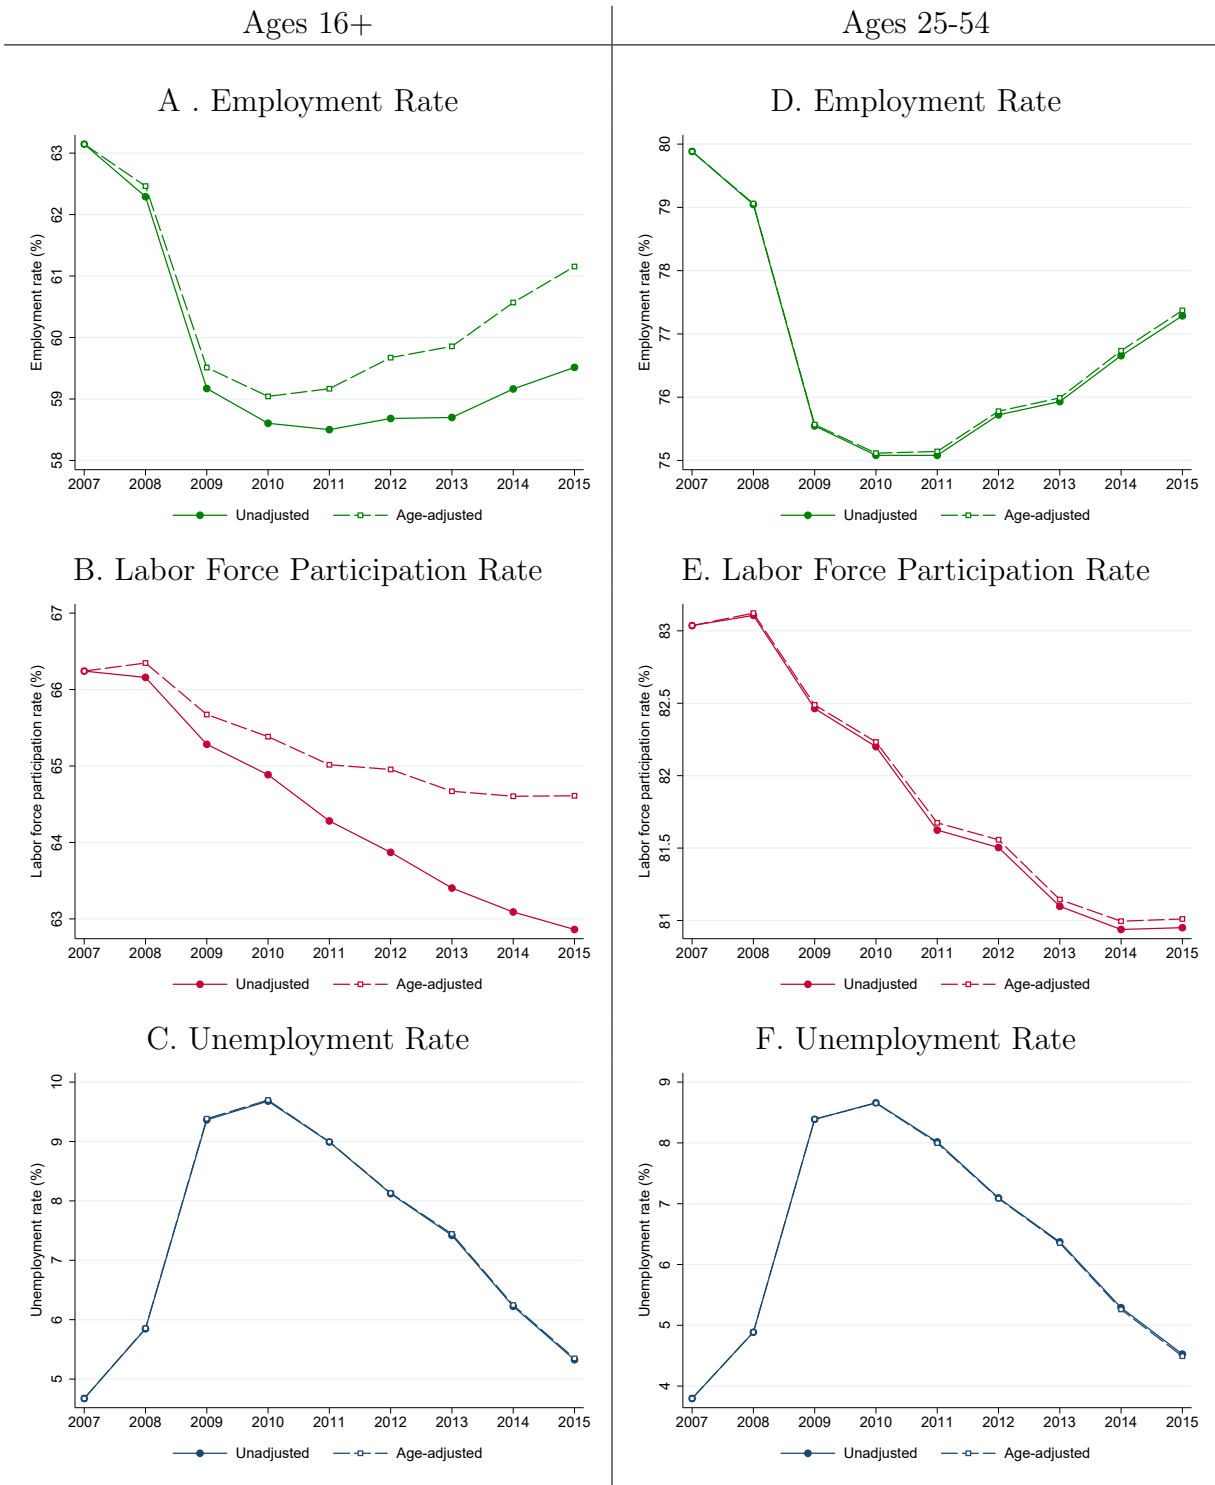 Ages 16+
Ages 25-54
A . Employment Rate
Employment rate (%)
63
62
61
60
59
58
2007 2008 2009 2010 2011 2012 2013 2014 2015
Unadjusted Age-adjusted
D. Employment Rate
Employment rate (%)
80
79
78
77
76
75
2007 2008 2009 2010 2011 2012 2013 2014 2015
Unadjusted Age-adjusted
B. Labor Force Participation Rate
Labor force participation rate (%)
67
66
65
64
63
2007 2008 2009 2010 2011 2012 2013 2014 2015
Unadjusted Age-adjusted
E. Labor Force Participation Rate
Labor force participation rate (%)
83
82.5
82
81.5
81
2007 2008 2009 2010 2011 2012 2013 2014 2015
Unadjusted Age-adjusted
C. Unemployment Rate
Unemployment rate (%)
10
9
8
7
6
5
2007 2008 2009 2010 2011 2012 2013 2014 2015
Unadjusted Age-adjusted
F. Unemployment Rate
Unemployment rate (%)
9
8
7
6
5
4
2007 2008 2009 2010 2011 2012 2013 2014 2015
Unadjusted Age-adjusted